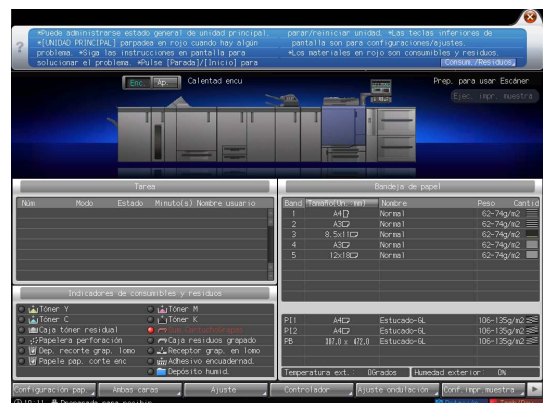 *Puede administrarse estado general de unidad principal.
*[UNIDAD PRINCIPAL] parpadea en rojo cuando hay algún
problema. *Siga las instrucciones en pantalla para
solucionar el problema. *Pulse [Parada]/[Inicio] para
parar/reiniciar unidad. *Las teclas inferiores de
pantalla son para configuraciones/ajustes.
*Los materiales en rojo son consumibles y residuos.
Consum./Residuos
Enc. Ap. Calentad encu
Prep. para usar Escáner
Ejec. impr. muestra
Tarea
Núm Modo Estado Minuto(s) Nombre usuario
Bandeja de papel
Band Tamaño(Un.: mm) Nombre Peso Cantid
1 A4 Normal 62-74g/m2
2 A3 Normal 62-74g/m2
3 8.5×11 Normal 62-74g/m2
4 A3 Normal 62-74g/m2
5 12×18 Normal 62-74g/m2
PI1 A4 Estucado-GL 106-135g/m2
PI2 A4 Estucado-GL 106-135g/m2
PB 307,0 x 472,0 Estucado-GL 106-135g/m2
Temperatura ext.: 0Grados Humedad exterior: 0%
Indicadores de consumibles y residuos
Tóner Y
Tóner M
Tóner C
Tóner K
Caja tóner residual
Sum Cartuchográpas
Papelera perforación
Caja residuos grapado
Dep. recorte grap. lomo
Receptor grap. en lomo
Papele pap. corte enc
Adhesivo encuadernad.
Depósito humid.
Configuración pap. Ambas caras Ajuste Controlador Ajuste ondulación Conf.impr.muestra